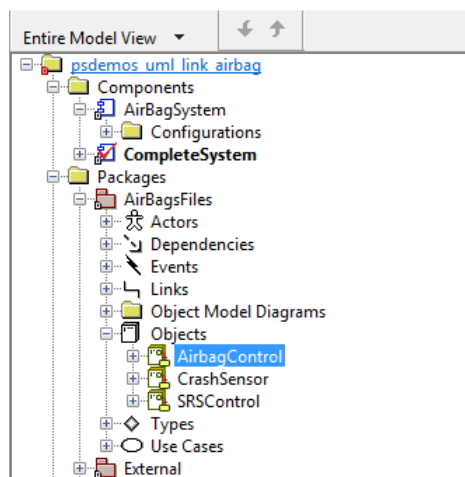 Entire Model View
psdemos_uml_link_airbag
Components
AirBagSystem
Configurations
CompleteSystem
Packages
AirBagsFiles
Actors
Dependencies
Events
Links
Object Model Diagrams
Objects
AirbagControl
CrashSensor
SRSControl
Types
Use Cases
External